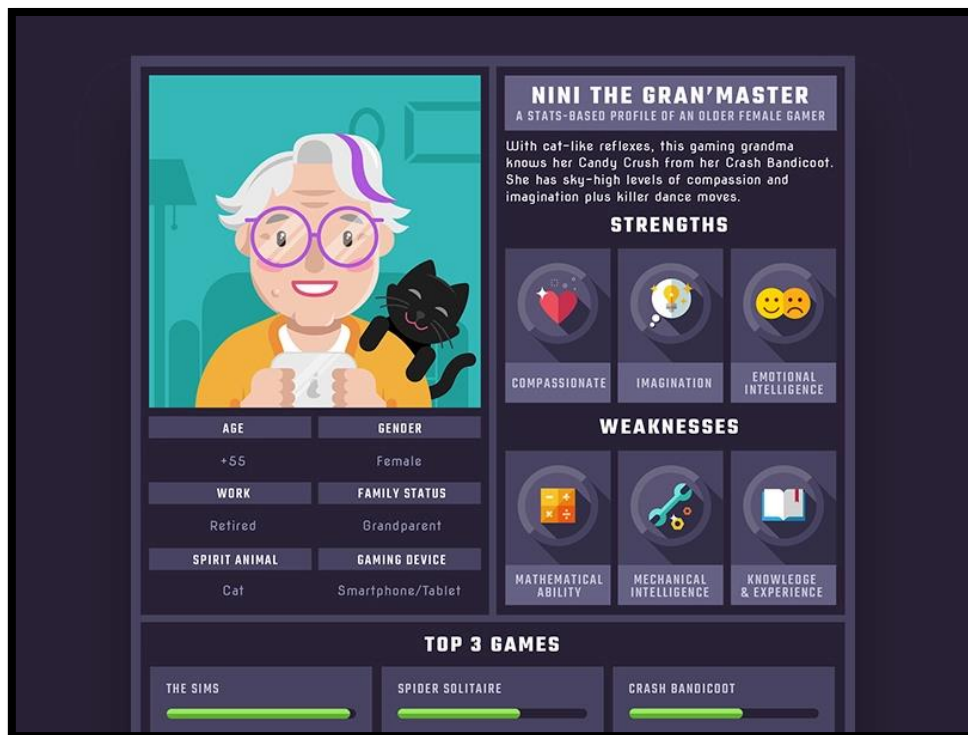 NINI THE GRAN'MASTER
A STATS-BASED PROFILE OF AN OLDER FEMALE GAMER
With cat-like reflexes, this gaming grandma
knows her Candy Crush from her Crash Bandicoot.
She has sky-high levels of compassion and
imagination plus killer dance moves.
STRENGTHS
COMPASSIONATE
IMAGINATION
EMOTIONAL
INTELLIGENCE
WEAKNESSES
MATHEMATICAL
ABILITY
MECHANICAL
INTELLIGENCE
KNOWLEDGE
& EXPERIENCE
AGE
GENDER
+55
Female
WORK
FAMILY STATUS
Retired
Grandparent
SPIRIT ANIMAL
GAMING DEVICE
Cat
Smartphone/Tablet
TOP 3 GAMES
THE SIMS
SPIDER SOLITAIRE
CRASH BANDICOOT